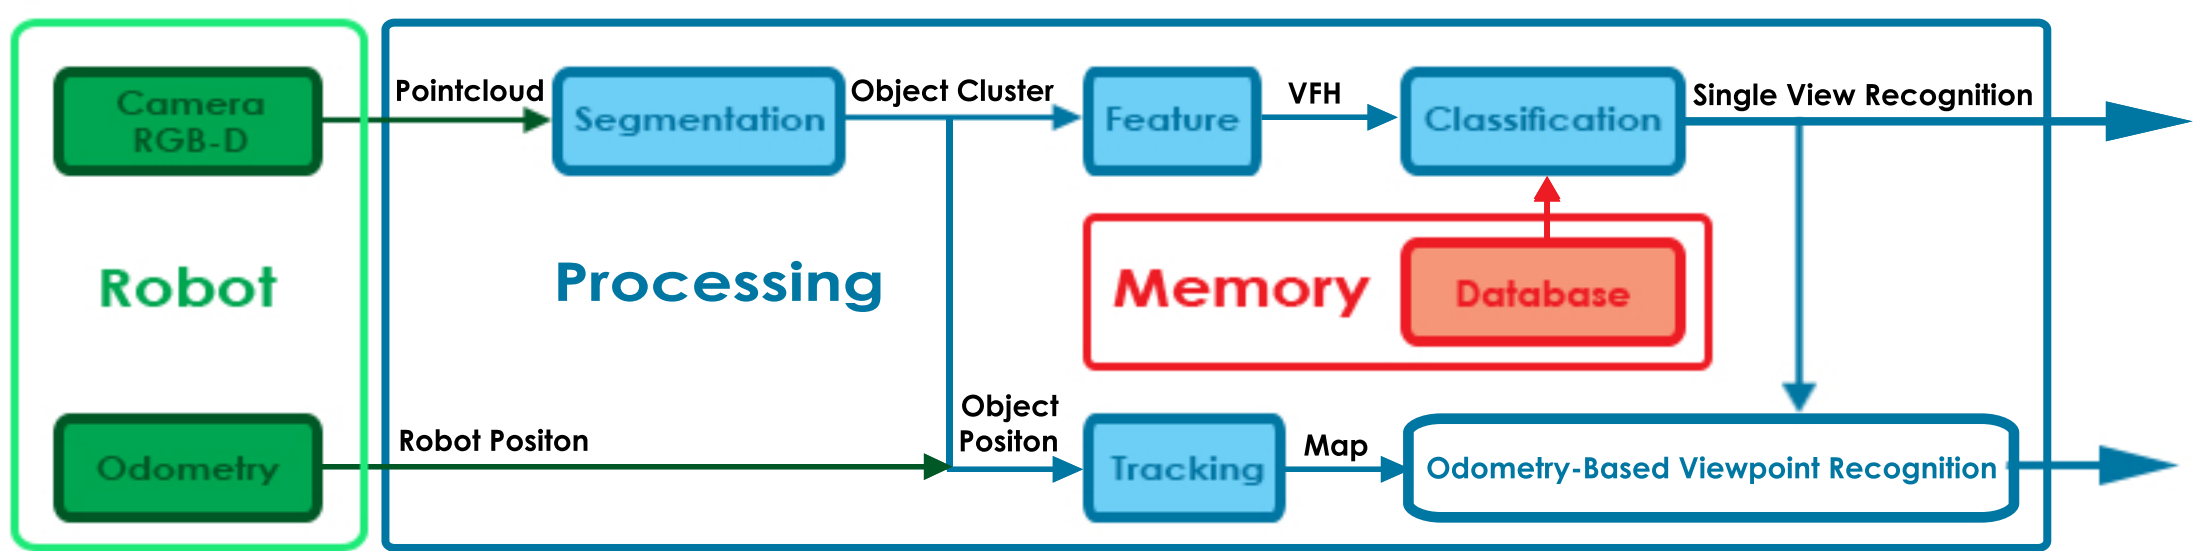 Camera
RGB-D
Pointcloud
Segmentation
Object Cluster
Feature
VFH
Classification
Single View Recognition
Robot
Processing
Memory
Database
Odometry
Robot Positon
Object
Positon
Tracking
Map
Odometry-Based Viewpoint Recognition